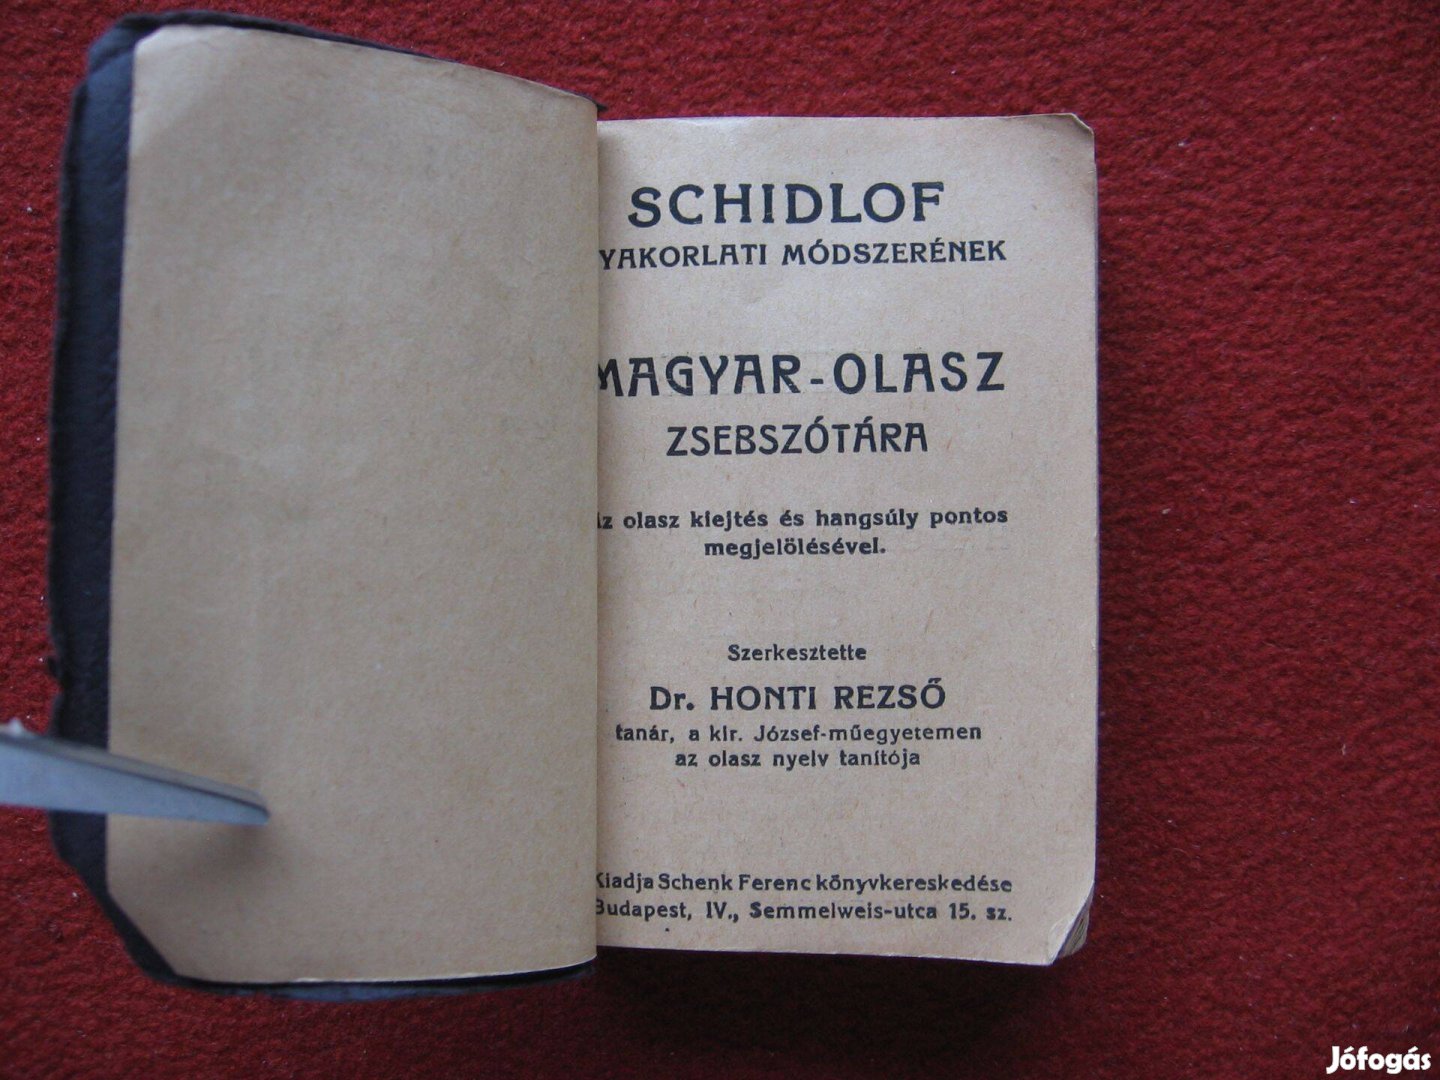 SCHIDLOF
YAKORLATI MÓDSZERÉNEK
MAGYAR-OLASZ
ZSEBSZÓTÁRA
Az olasz kiejtés és hangsúly pontos
megjelölésével.
Szerkesztette
Dr. HONTI REZSŐ
tanár, a kir. József-műegyetemen
az olasz nyelv tanítója
Kiadja Schenk Ferenc könyvkereskedése
Budapest, IV., Semmelweis-utca 15. sz.
Jófogás